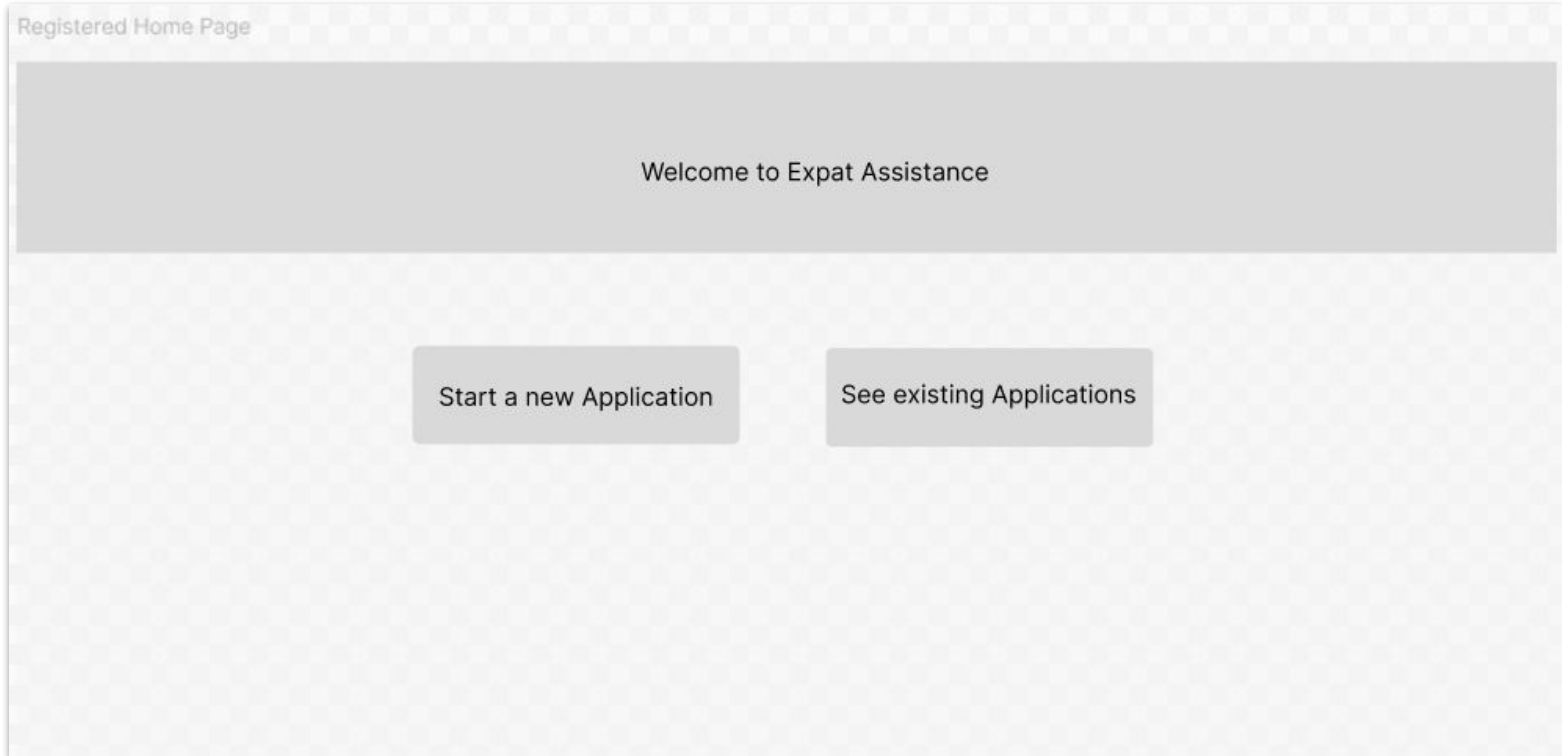 Registered Home Page
Welcome to Expat Assistance
Start a new Application
See existing Applications